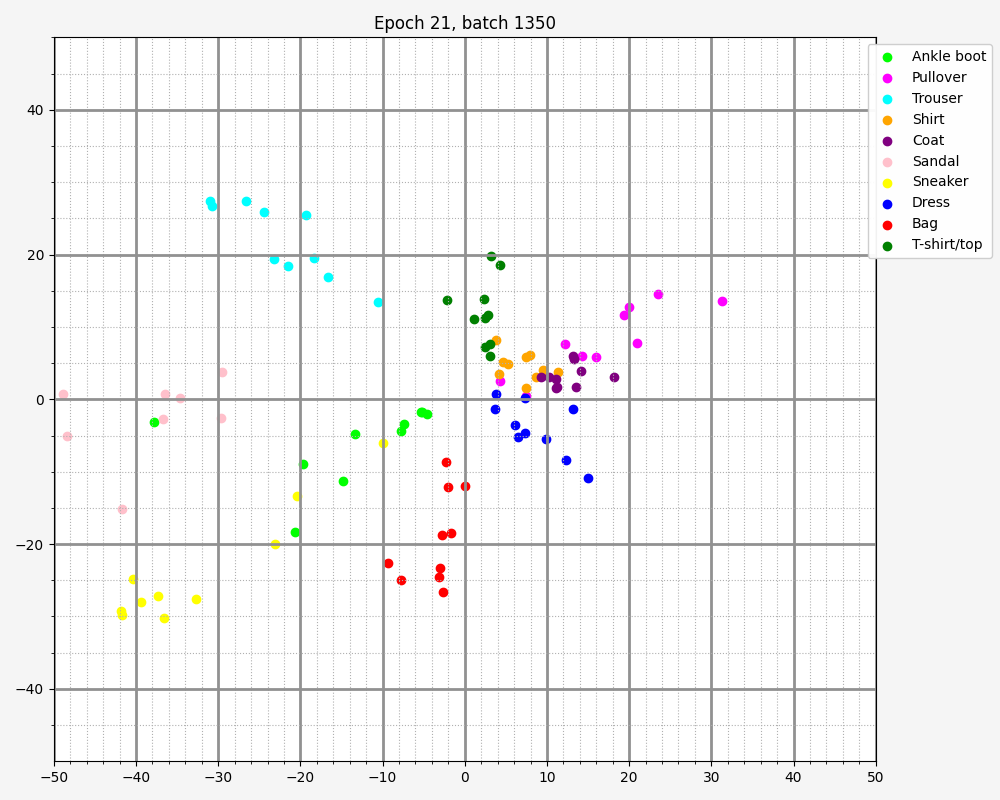 Epoch 21, batch 1350
Ankle boot
Pullover
Trouser
Shirt
Coat
Sandal
Sneaker
Dress
Bag
T-shirt/top
40
20
0
−20
−40
−50 −40 −30 −20 −10 0 10 20 30 40 50